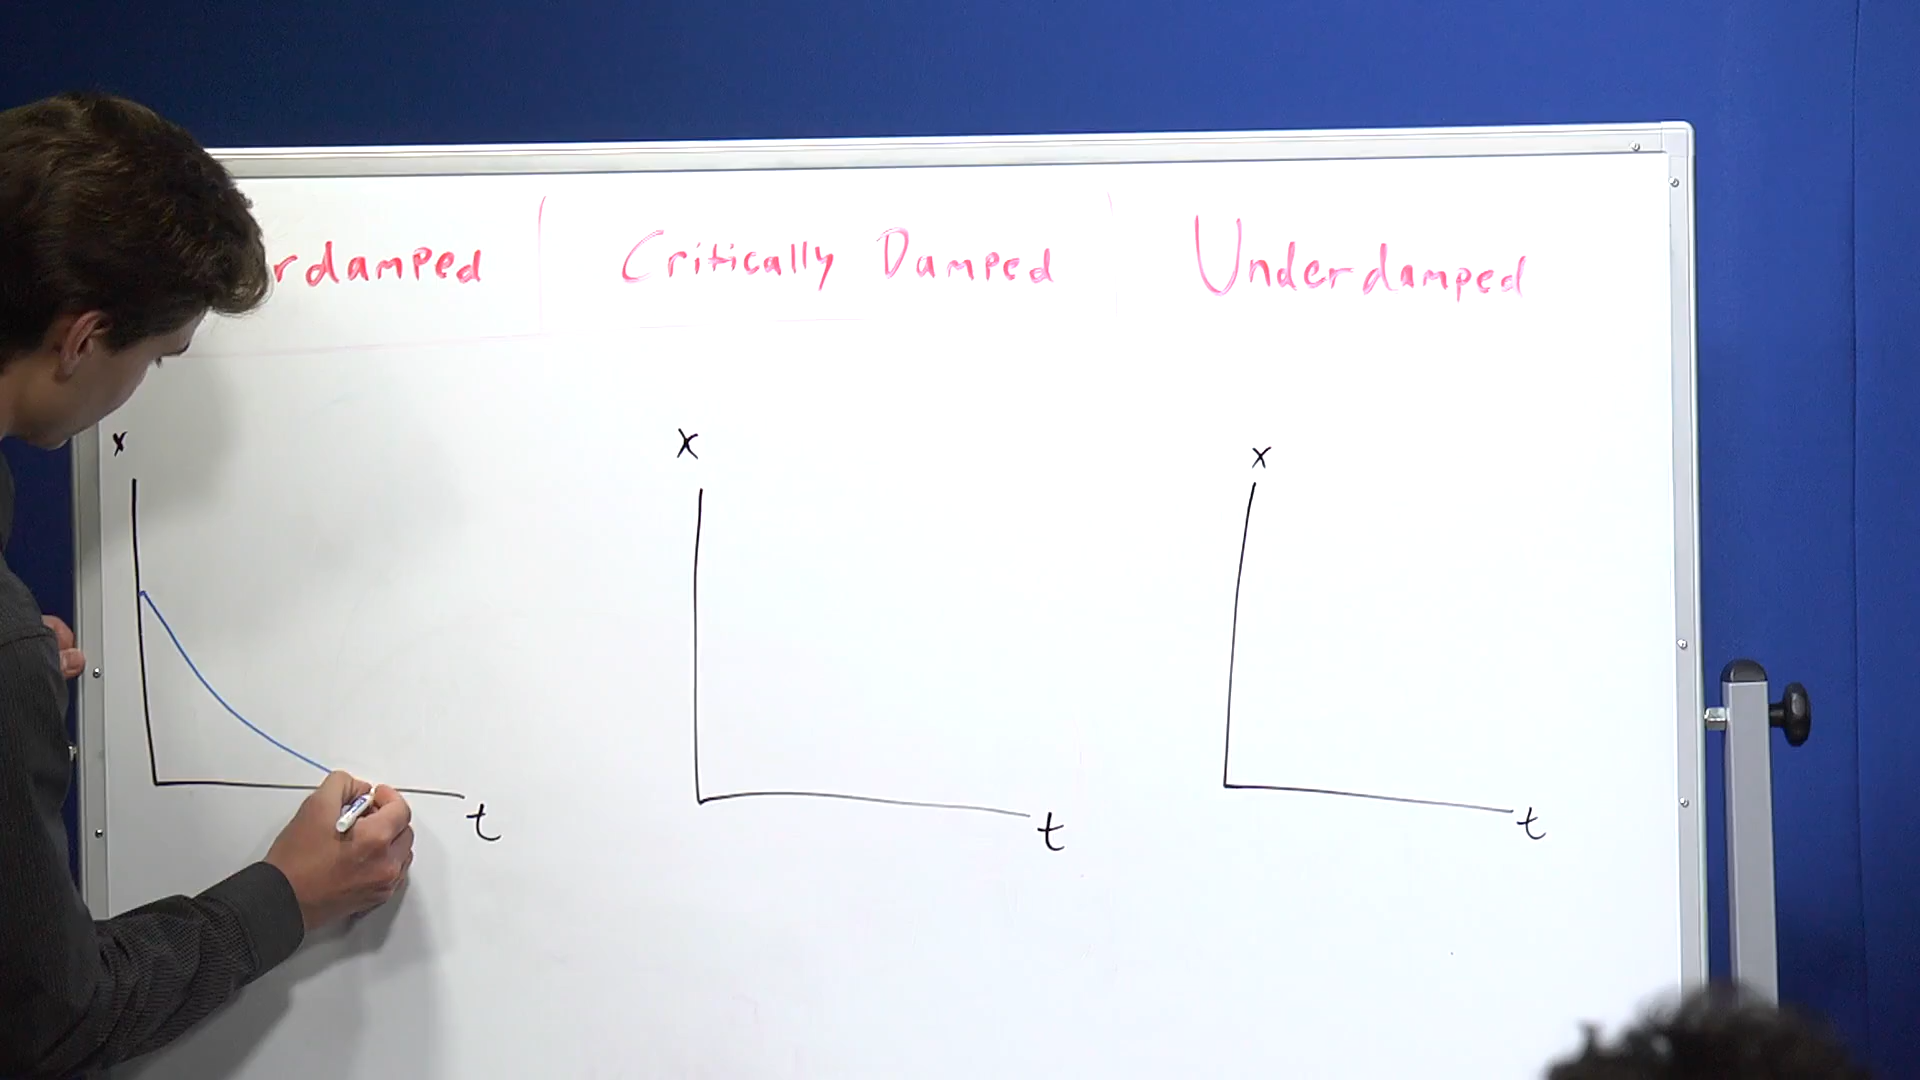 rdamped Critically Damped Underdamped
x x x
t t t